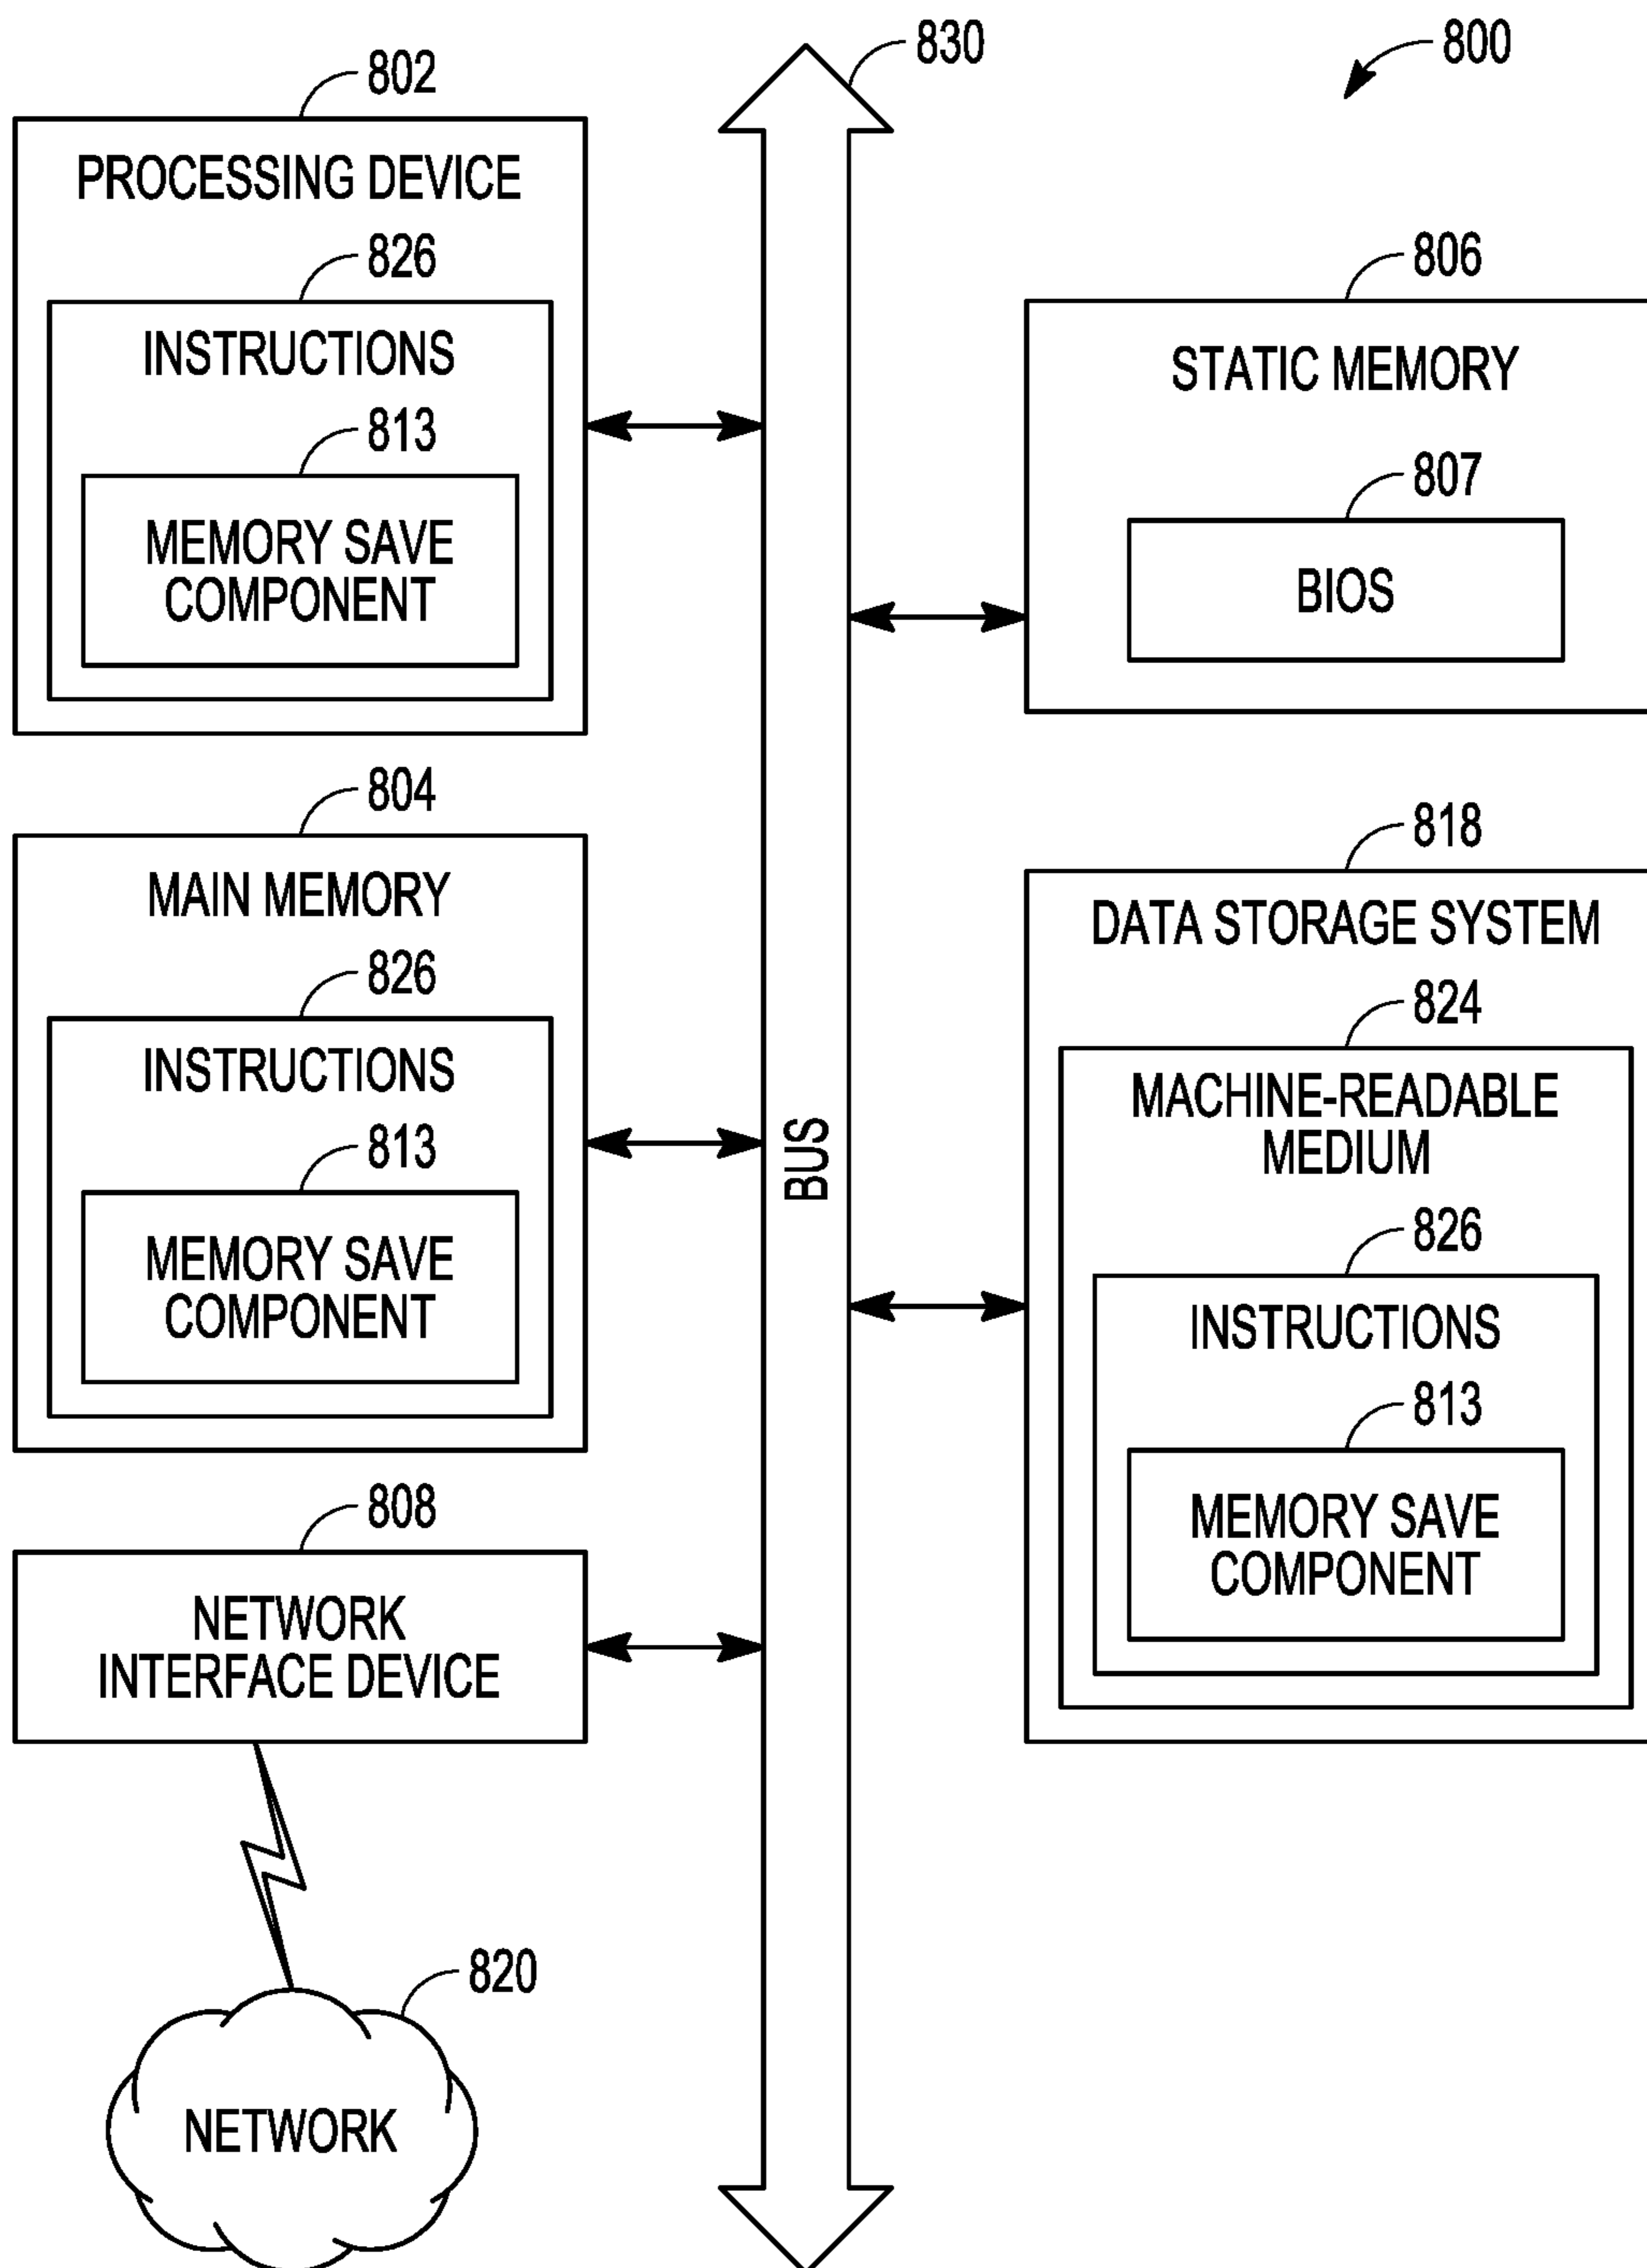 830
800
802
PROCESSING DEVICE
826
INSTRUCTIONS
813
MEMORY SAVE
COMPONENT
806
STATIC MEMORY
807
BIOS
804
MAIN MEMORY
826
INSTRUCTIONS
813
MEMORY SAVE
COMPONENT
BUS
818
DATA STORAGE SYSTEM
824
MACHINE-READABLE
MEDIUM
826
INSTRUCTIONS
813
MEMORY SAVE
COMPONENT
808
NETWORK
INTERFACE DEVICE
820
NETWORK